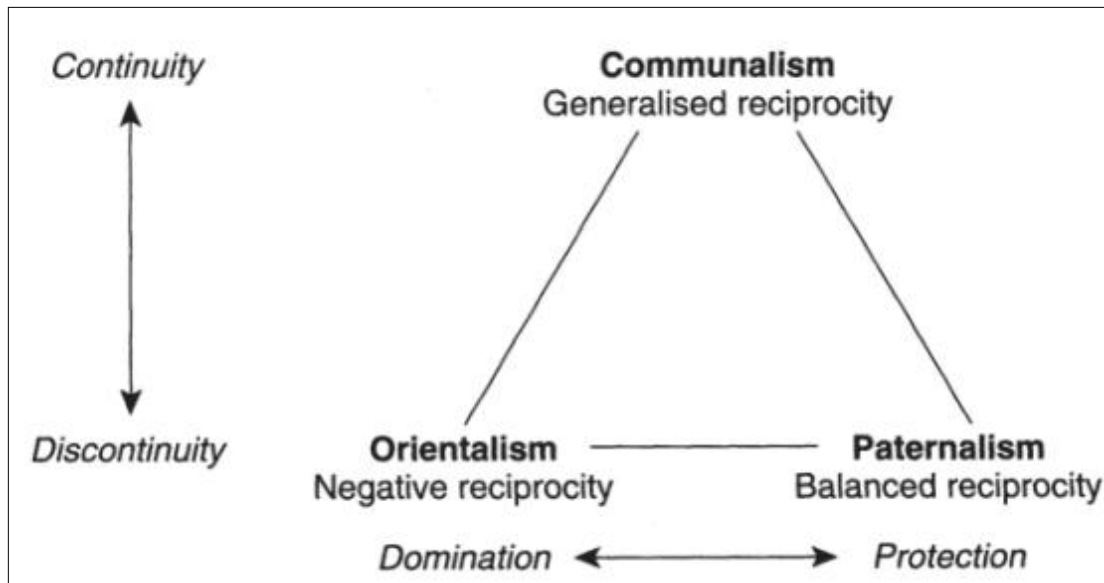 Continuity
Communalism
Generalised reciprocity
Discontinuity
Orientalism
Paternalism
Negative reciprocity
Balanced reciprocity
Domination
Protection